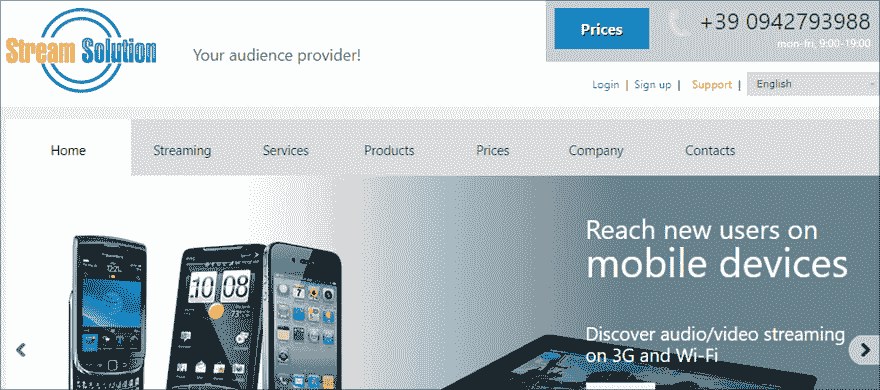 Stream Solution
Your audience provider!
Prices
+39 0942793988
mon-fri, 9:00-19:00
Login | Sign up | Support |
English
Home
Streaming
Services
Products
Prices
Company
Contacts
Reach new users on
mobile devices
Discover audio/video streaming
on 3G and Wi-Fi
10 08